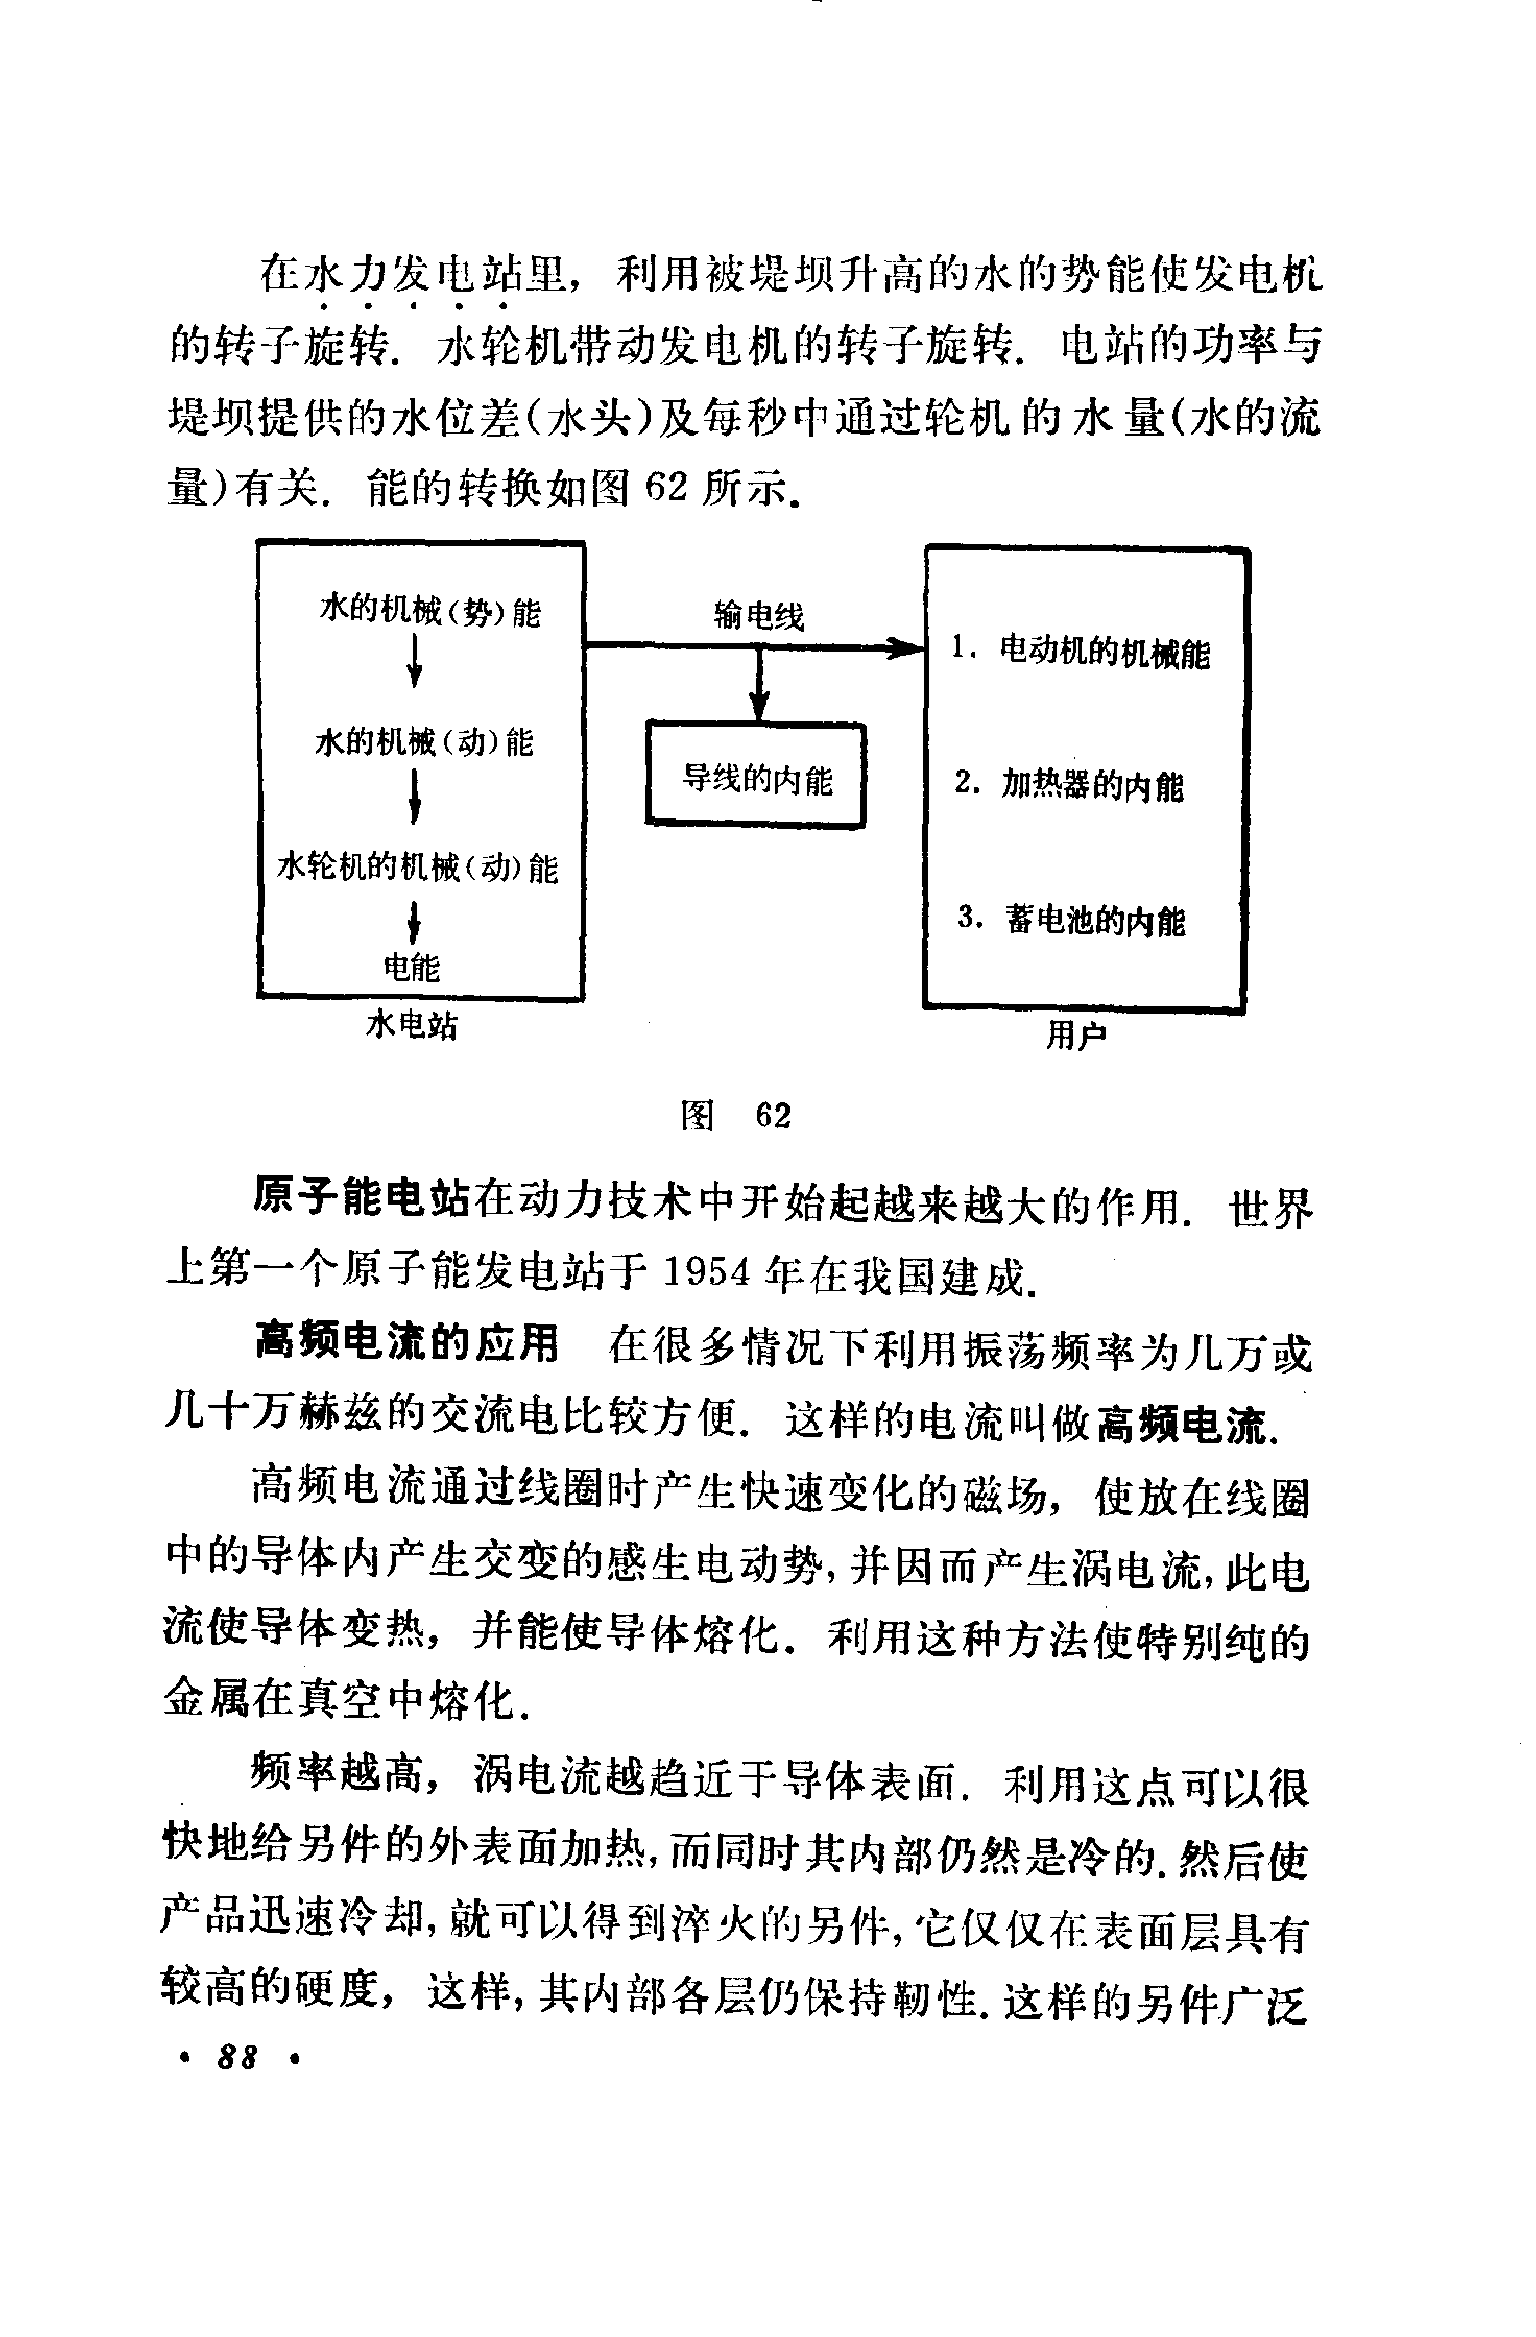 在水力发电站里，利用被堤坝升高的水的势能使发电机
的转子旋转．水轮机带动发电机的转子旋转．电站的功率与
堤坝提供的水位差(水头)及每秒中通过轮机的水量(水的流
量)有关．能的转换如图 62 所示．
水的机械(势)能
↓
水的机械(动)能
↓
水轮机的机械(动)能
↓
电能
水电站
输电线
导线的内能
1. 电动机的机械能
2. 加热器的内能
3. 蓄电池的内能
用户
图 62
原子能电站在动力技术中开始起越来越大的作用．世界
上第一个原子能发电站于 1954 年在我国建成．
高频电流的应用 在很多情况下利用振荡频率为几万或
几十万赫兹的交流电比较方便．这样的电流叫做高频电流．
高频电流通过线圈时产生快速变化的磁场，使放在线圈
中的导体内产生交变的感生电动势，并因而产生涡电流，此电
流使导体变热，并能使导体熔化．利用这种方法使特别纯的
金属在真空中熔化．
频率越高，涡电流越趋近于导体表面．利用这点可以很
快地给另件的外表面加热，而同时其内部仍然是冷的．然后使
产品迅速冷却，就可以得到淬火的另件，它仅仅在表面层具有
较高的硬度，这样，其内部各层仍保持韧性．这样的另件广泛
· 88 ·